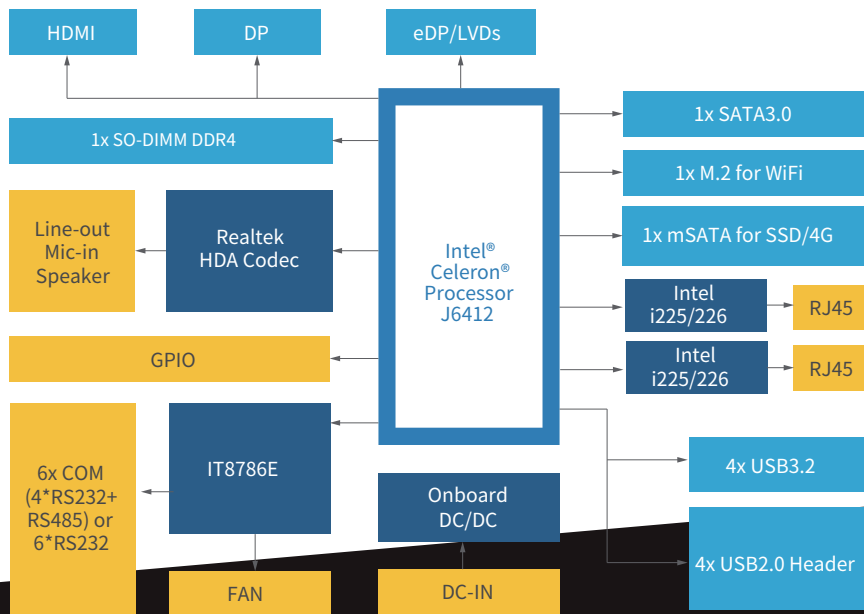 HDMI
DP
eDP/LVDs
1x SO-DIMM DDR4
Line-out
Mic-in
Speaker
Realtek
HDA Codec
GPIO
6x COM
(4*RS232+
RS485) or
6*RS232
IT8786E
FAN
Intel®
Celeron®
Processor
J6412
Onboard
DC/DC
DC-IN
1x SATA3.0
1x M.2 for WiFi
1x mSATA for SSD/4G
Intel
i225/226
RJ45
Intel
i225/226
RJ45
4x USB3.2
4x USB2.0 Header